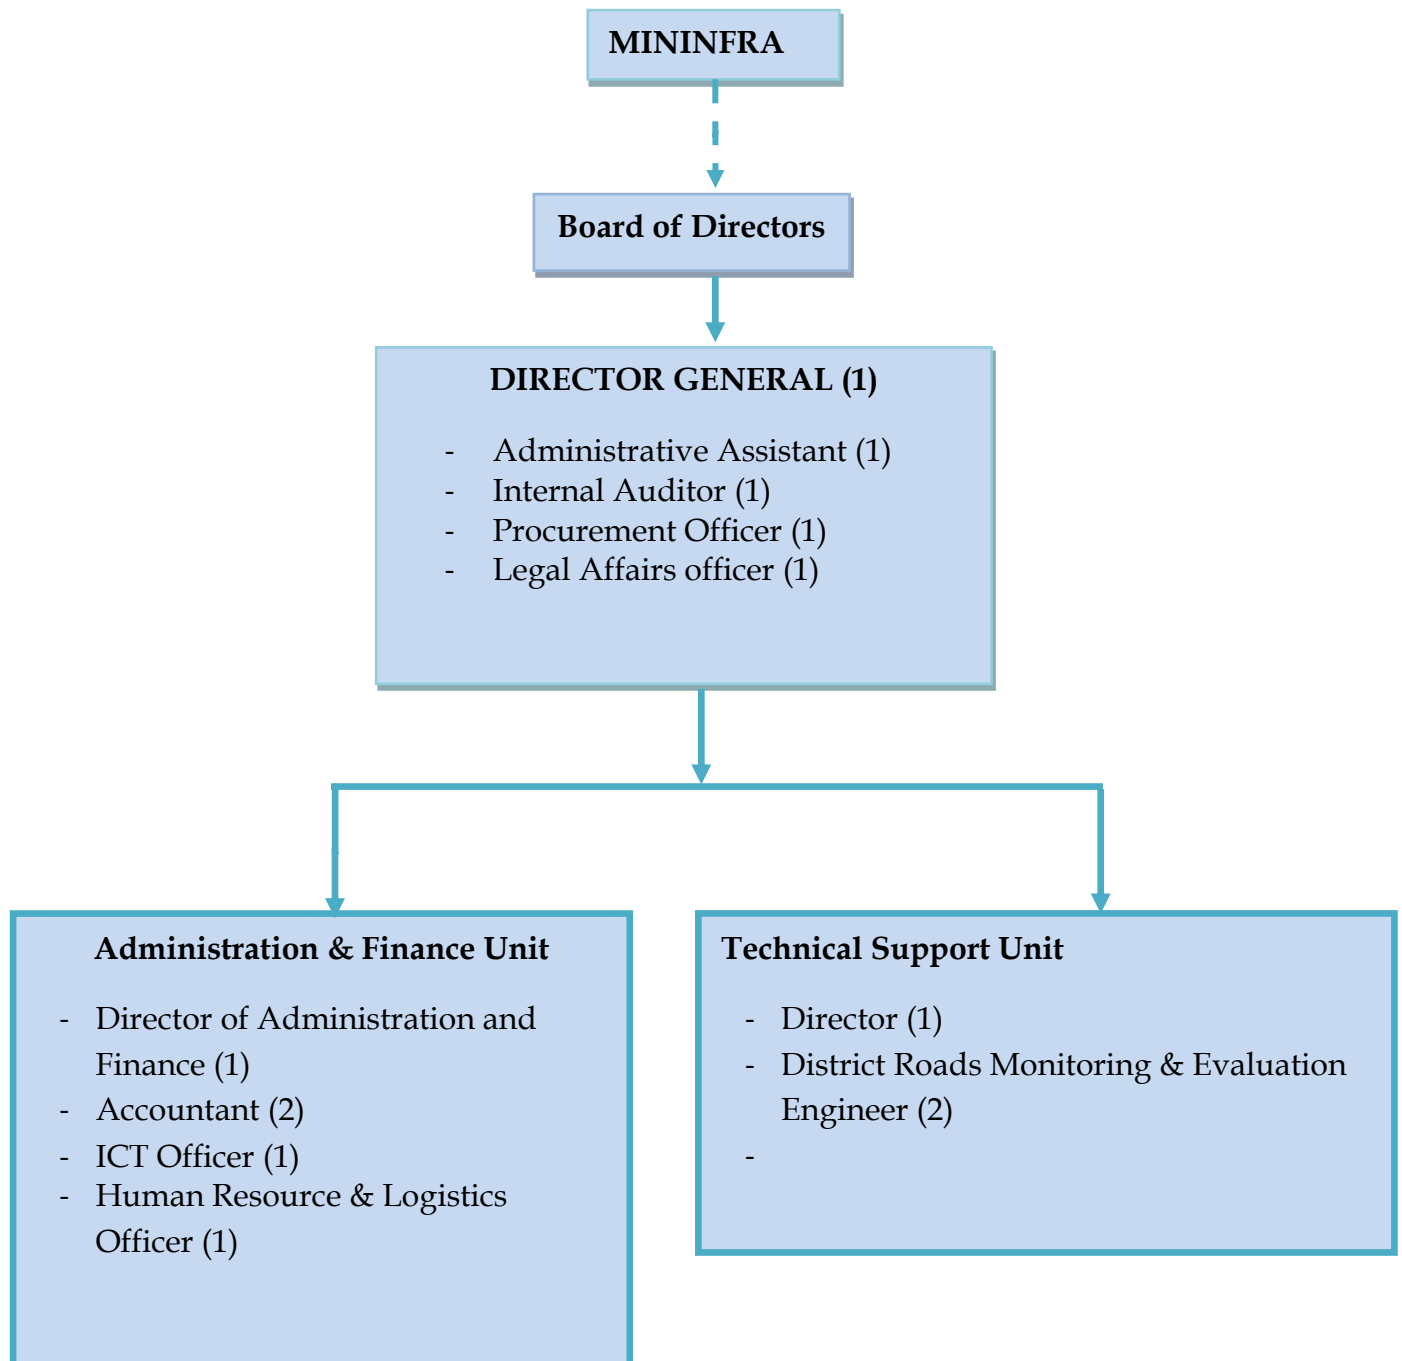 MININFRA
Board of Directors
DIRECTOR GENERAL (1)
- Administrative Assistant (1)
- Internal Auditor (1)
- Procurement Officer (1)
- Legal Affairs officer (1)
Administration & Finance Unit
- Director of Administration and
Finance (1)
- Accountant (2)
- ICT Officer (1)
- Human Resource & Logistics
Officer (1)
Technical Support Unit
- Director (1)
- District Roads Monitoring & Evaluation
Engineer (2)
-